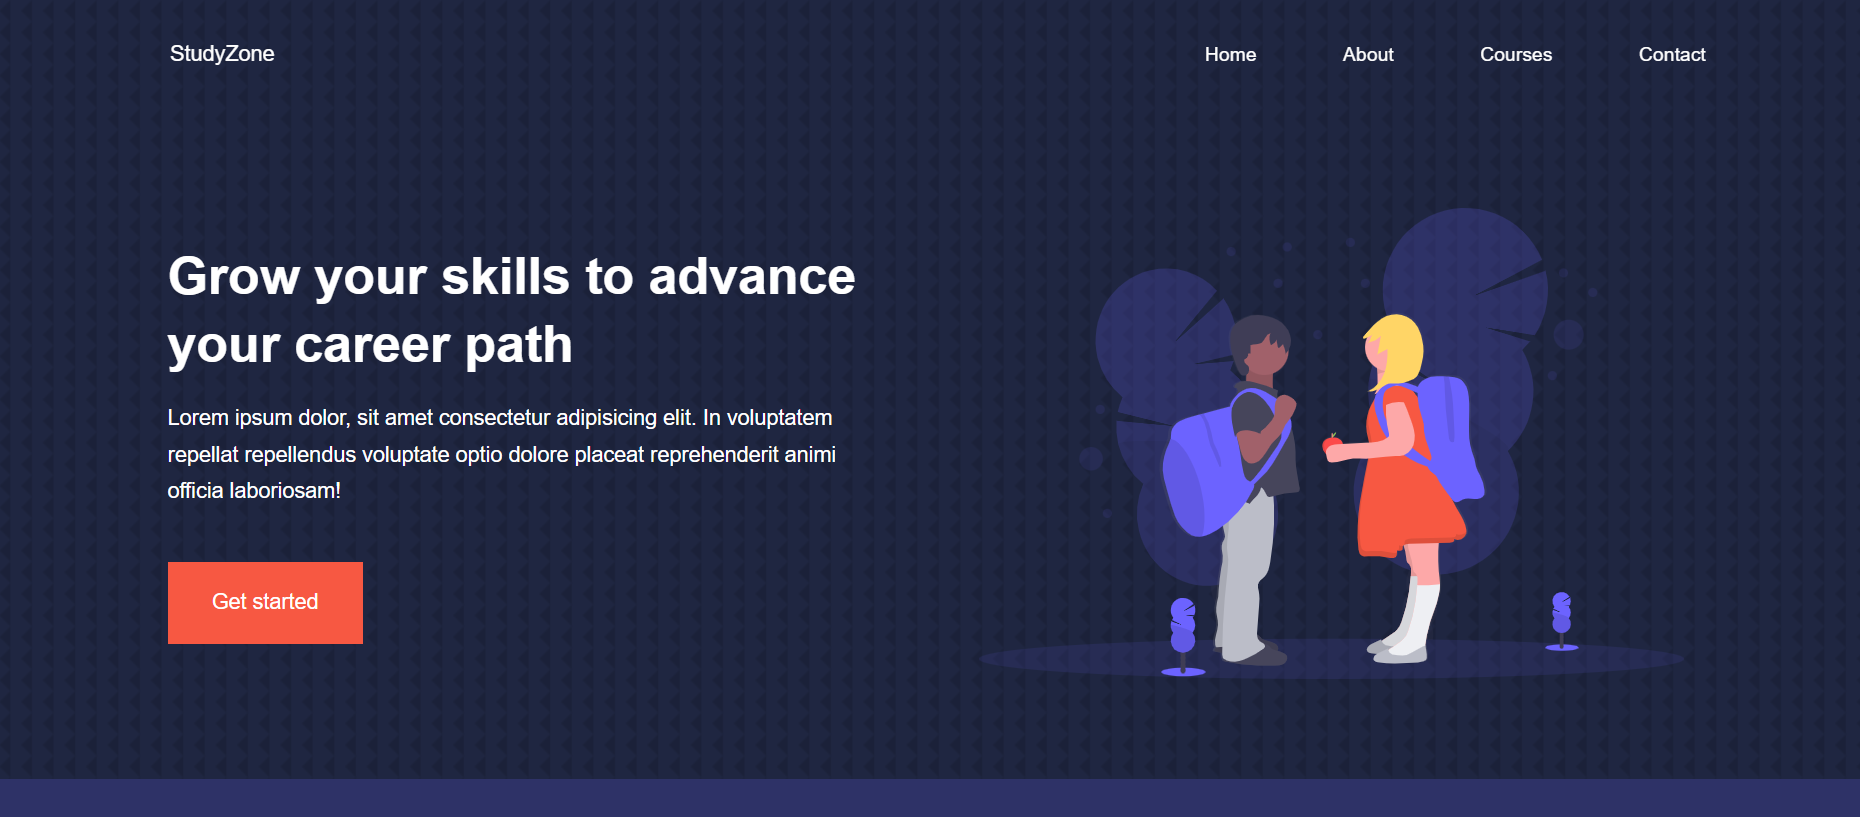 StudyZone
Home
About
Courses
Contact
Grow your skills to advance
your career path
Lorem ipsum dolor, sit amet consectetur adipisicing elit. In voluptatem
repellat repellendus voluptate optio dolore placeat reprehenderit animi
officia laboriosam!
Get started